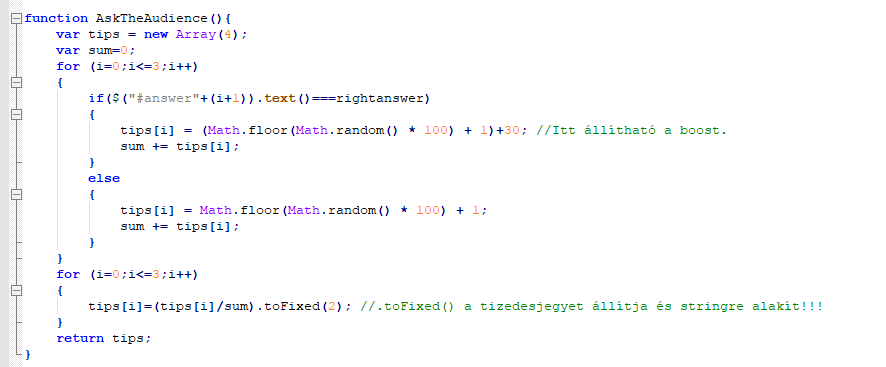 function AskTheAudience(){
var tips = new Array(4);
var sum=0;
for (i=0;i<=3;i++)
{
if($("#answer"+(i+1)).text()===rightanswer)
{
tips[i] = (Math.floor(Math.random() * 100) + 1)+30; //Itt állítható a boost.
sum += tips[i];
}
else
{
tips[i] = Math.floor(Math.random() * 100) + 1;
sum += tips[i];
}
}
for (i=0;i<=3;i++)
{
tips[i]=(tips[i]/sum).toFixed(2); //.toFixed() a tizedesjegyet állítja és stringre alakít!!!
}
return tips;
}